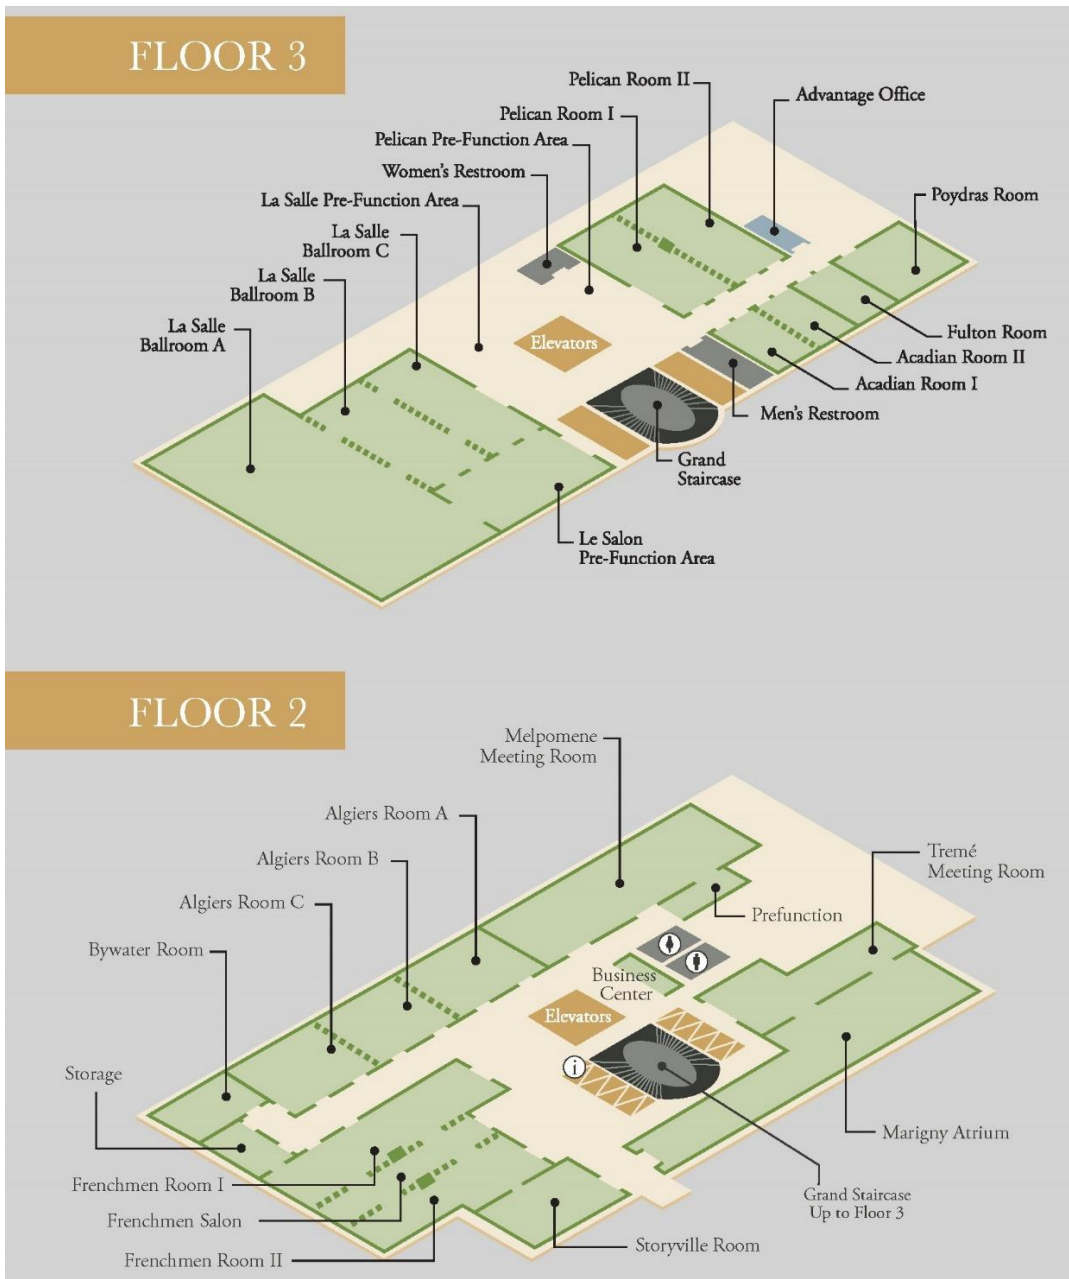 FLOOR 3
Pelican Room II
Advantage Office
Pelican Room I
Pelican Pre-Function Area
Women's Restroom
Poydras Room
La Salle Pre-Function Area
La Salle
Ballroom C
La Salle
Ballroom B
La Salle
Ballroom A
Elevators
Fulton Room
Acadian Room II
Acadian Room I
Men's Restroom
Grand
Staircase
Le Salon
Pre-Function Area
FLOOR 2
Melpomene
Meeting Room
Algiers Room A
Tremé
Meeting Room
Algiers Room B
Algiers Room C
Prefunction
Bywater Room
Business
Center
Elevators
i
Storage
Marigny Atrium
Frenchmen Room I
Grand Staircase
Up to Floor 3
Frenchmen Salon
Storyville Room
Frenchmen Room II